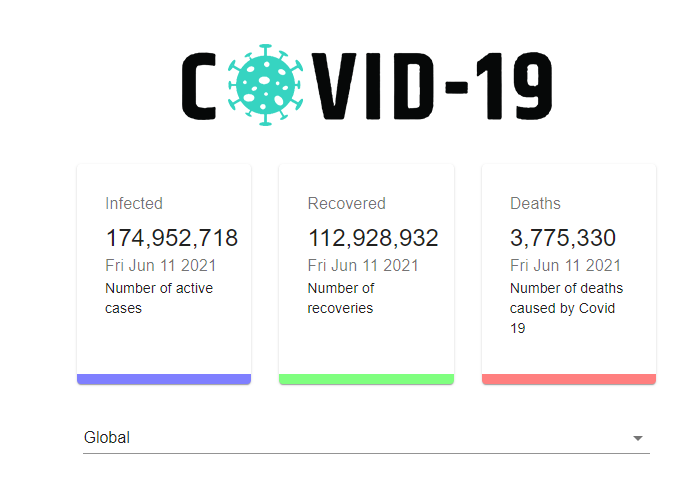 COVID-19
Infected
174,952,718
Fri Jun 11 2021
Number of active
cases
Recovered
112,928,932
Fri Jun 11 2021
Number of
recoveries
Deaths
3,775,330
Fri Jun 11 2021
Number of deaths
caused by Covid
19
Global